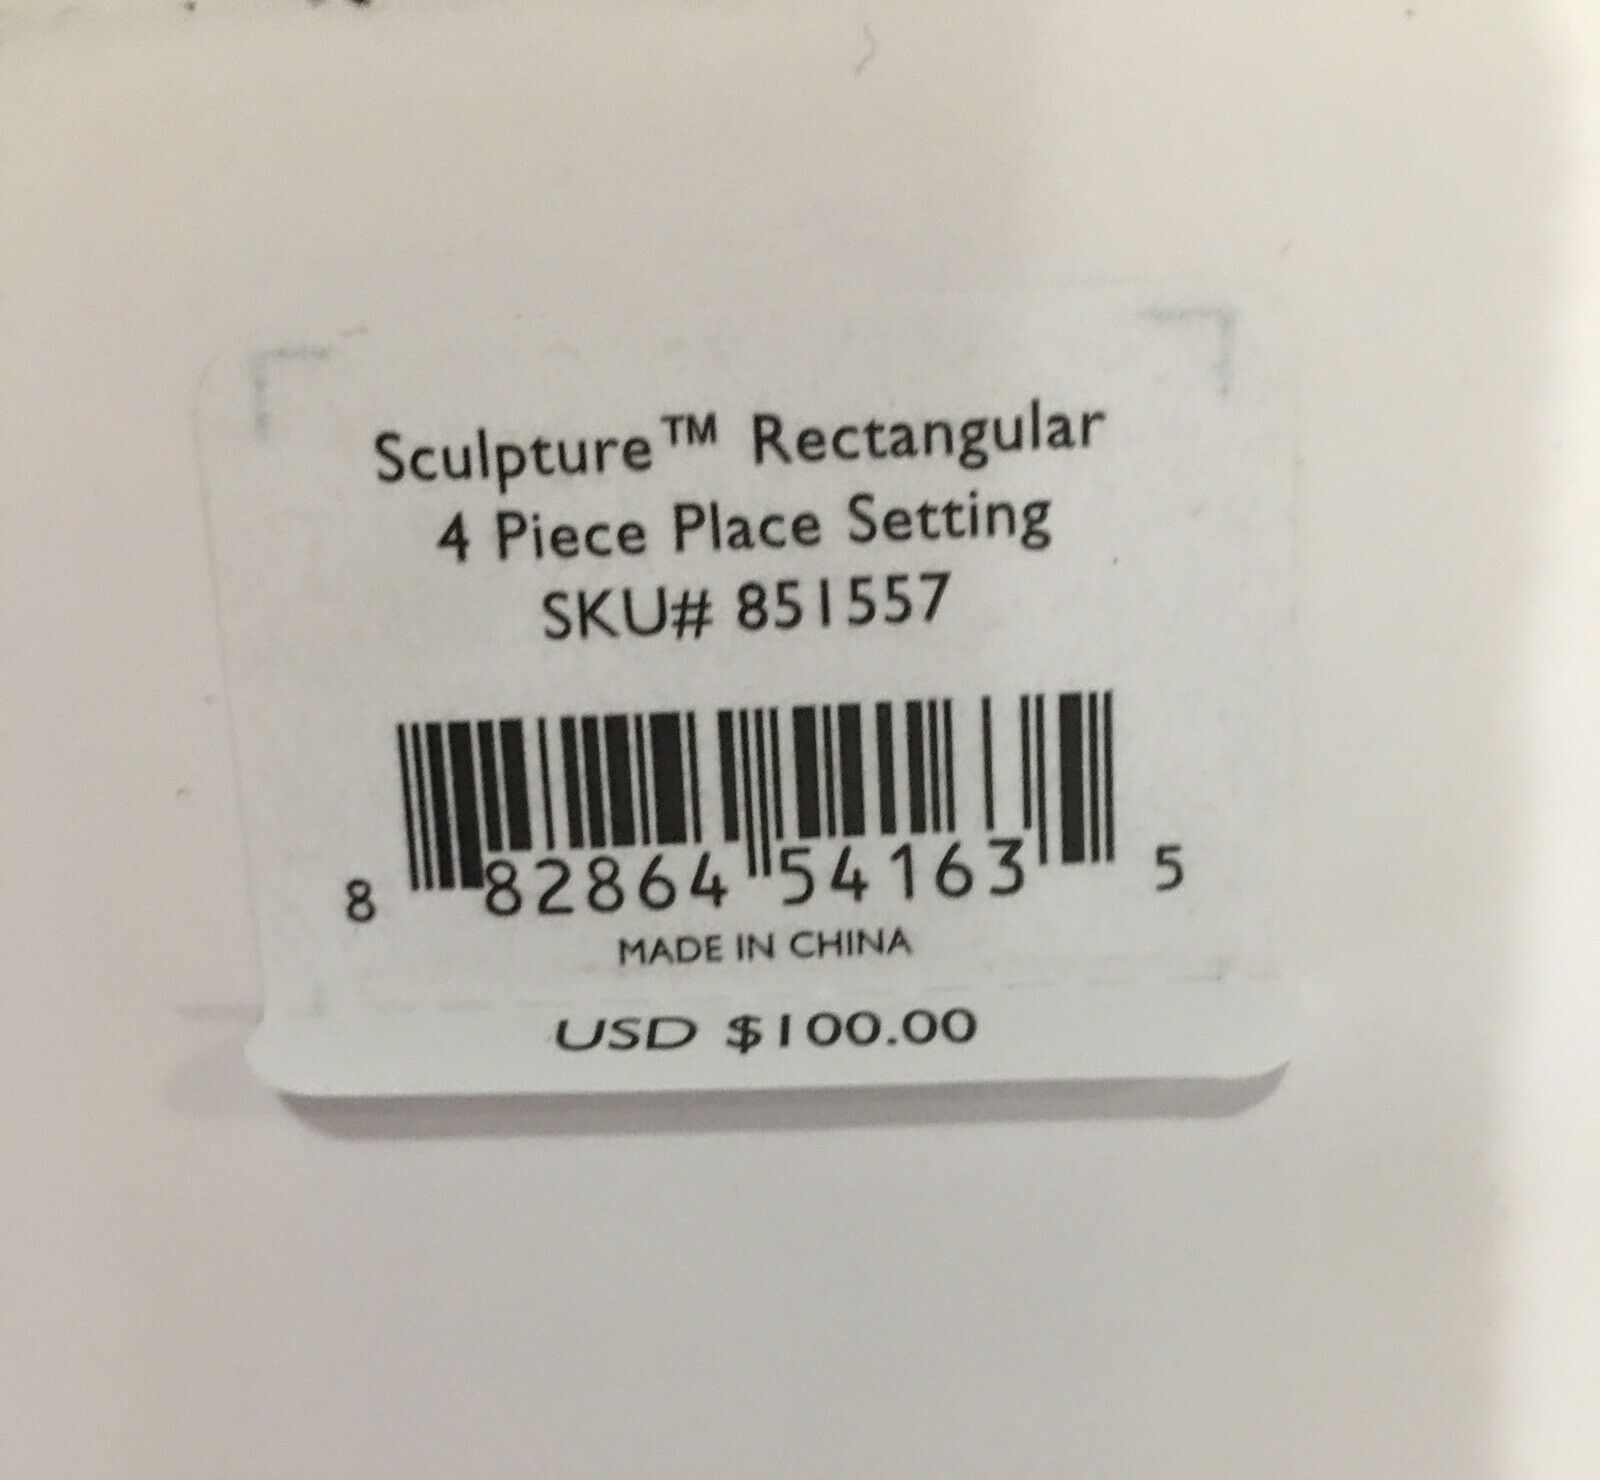 Sculpture™ Rectangular
4 Piece Place Setting
SKU# 851557
8 82864 54163 5
MADE IN CHINA
USD $100.00